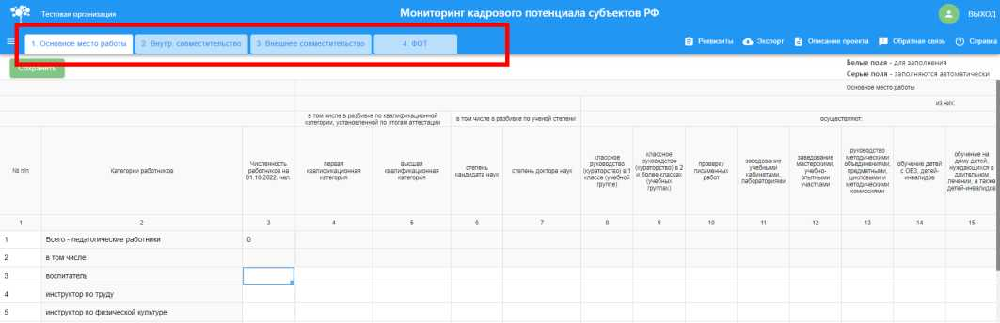 Тестовая организация
Мониторинг кадрового потенциала субъектов РФ
ВЫХОД
1. Основное место работы
2. Внутр. совместительство
3. Внешнее совместительство
4. ФОТ
Реквизиты
Экспорт
Описание проекта
Обратная связь
Справка
Сохранить
Белые поля - для заполнения
Серые поля - заполняются автоматически
Основное место работы
из них:
в том числе в разбивке по квалификационной
категории, установленной по итогам аттестации
в том числе в разбивке по ученой степени
осуществляют:
№ п/п
Категории работников
Численность
работников на
01.10.2022, чел.
первая
квалификационная
категория
высшая
квалификационная
категория
степень
кандидата наук
степень доктора наук
классное
руководство
(кураторство) в 1
классе (учебной
группе)
классное
руководство
(кураторство) в 2
и более классах
(учебных
группах)
проверку
письменных
работ
заведование
учебными
кабинетами,
лабораториями
заведование
мастерскими,
учебно-
опытными
участками
руководство
методическими
объединениями,
предметными,
цикловыми и
методическими
комиссиями
обучение детей
с ОВЗ, детей-
инвалидов
обучение на
дому детей,
нуждающихся в
длительном
лечении, а также
детей-инвалидов
1 2 3 4 5 6 7 8 9 10 11 12 13 14 15
1 Всего - педагогические работники 0
2 в том числе:
3 воспитатель
4 инструктор по труду
5 инструктор по физической культуре